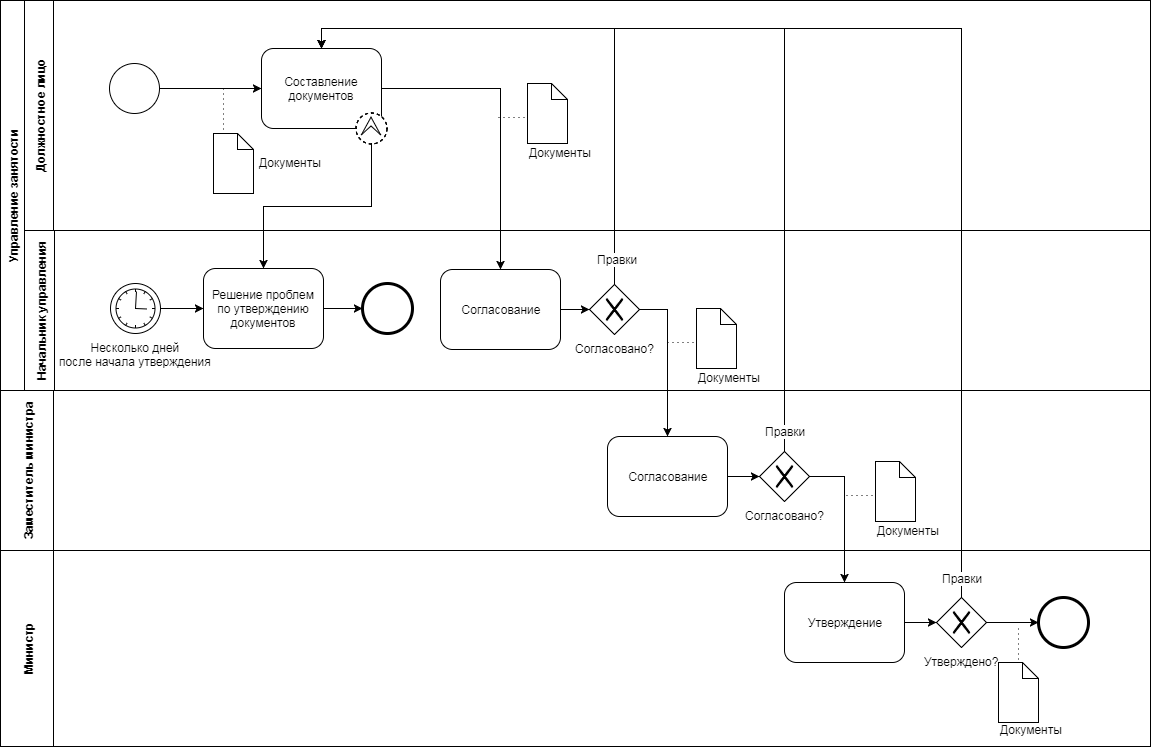 Управление занятости
Должностное лицо
Составление
документов
Документы
Документы
Начальник управления
Несколько дней
после начала утверждения
Решение проблем
по утверждению
документов
Согласование
Правки
Согласовано?
Документы
Заместитель министра
Согласование
Правки
Согласовано?
Документы
Министр
Утверждение
Правки
Утверждено?
Документы